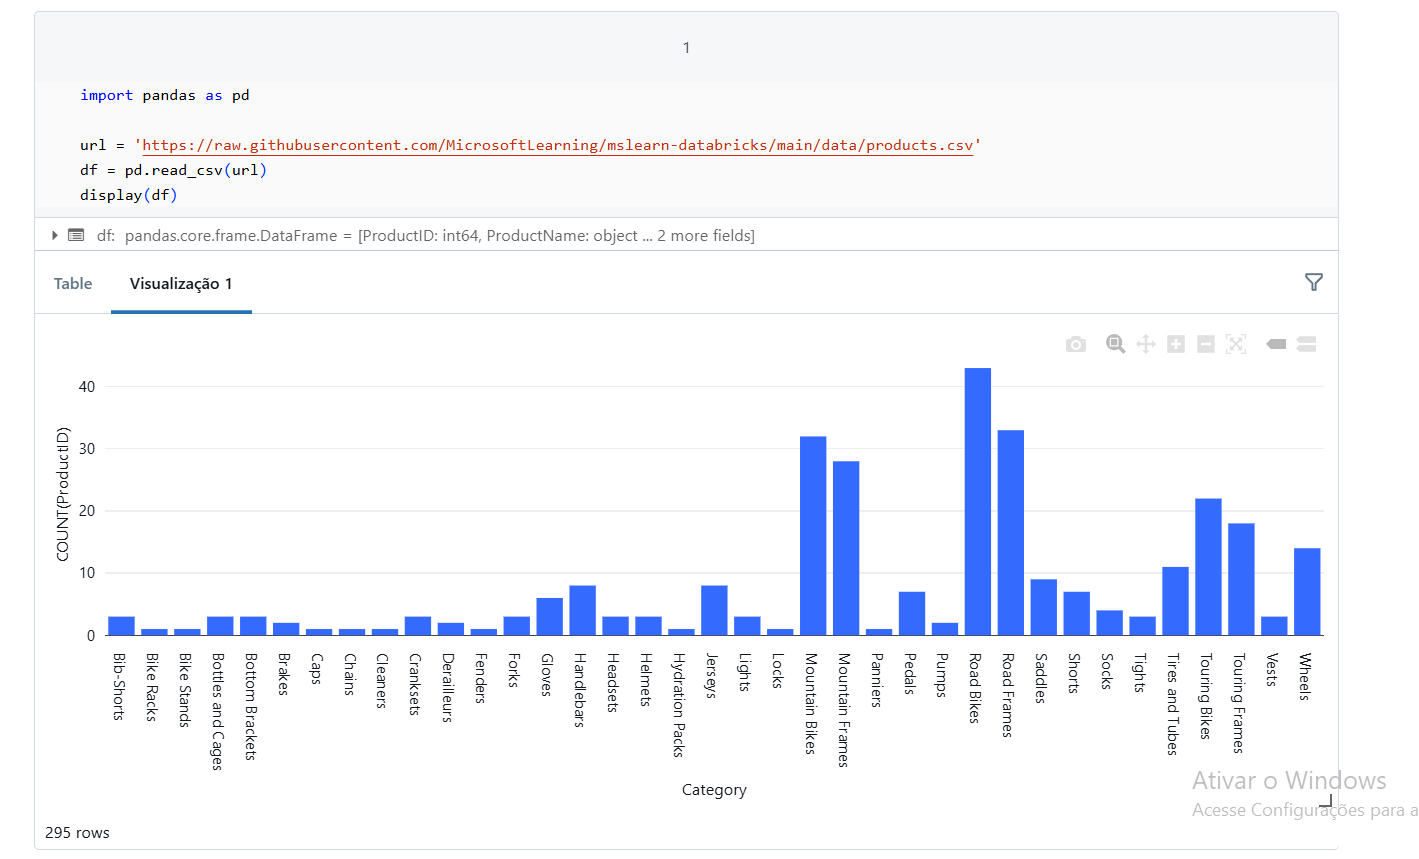 1
import pandas as pd
url = 'https://raw.githubusercontent.com/MicrosoftLearning/mslearn-databricks/main/data/products.csv'
df = pd.read_csv(url)
display(df)
df: pandas.core.frame.DataFrame = [ProductID: int64, ProductName: object ... 2 more fields]
Table
Visualização 1
COUNT(ProductID)
40
30
20
10
0
Bib-Shorts
Bike Racks
Bike Stands
Bottles and Cages
Bottom Brackets
Brakes
Caps
Chains
Cleaners
Cranksets
Derailleurs
Fenders
Forks
Gloves
Handlebars
Headsets
Helmets
Hydration Packs
Jerseys
Lights
Locks
Mountain Bikes
Mountain Frames
Panniers
Pedals
Pumps
Road Bikes
Road Frames
Saddles
Shorts
Socks
Tights
Tires and Tubes
Touring Bikes
Touring Frames
Vests
Wheels
Category
Ativar o Windows
Acesse Configurações para a
295 rows